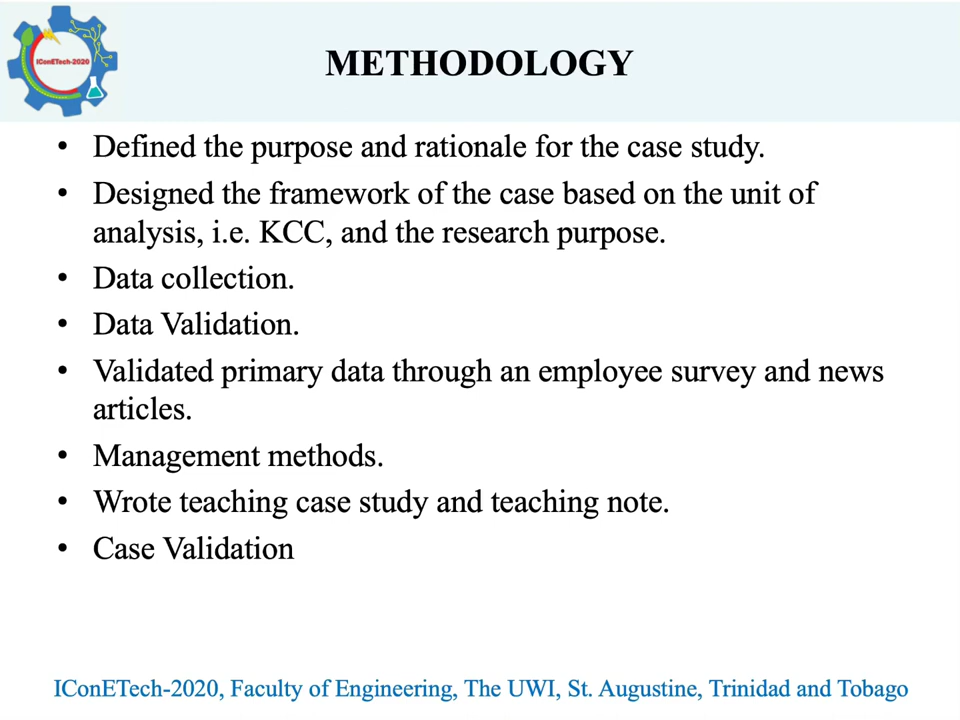 IConETech-2020
METHODOLOGY
• Defined the purpose and rationale for the case study.
• Designed the framework of the case based on the unit of
analysis, i.e. KCC, and the research purpose.
• Data collection.
• Data Validation.
• Validated primary data through an employee survey and news
articles.
• Management methods.
• Wrote teaching case study and teaching note.
• Case Validation
IConETech-2020, Faculty of Engineering, The UWI, St. Augustine, Trinidad and Tobago